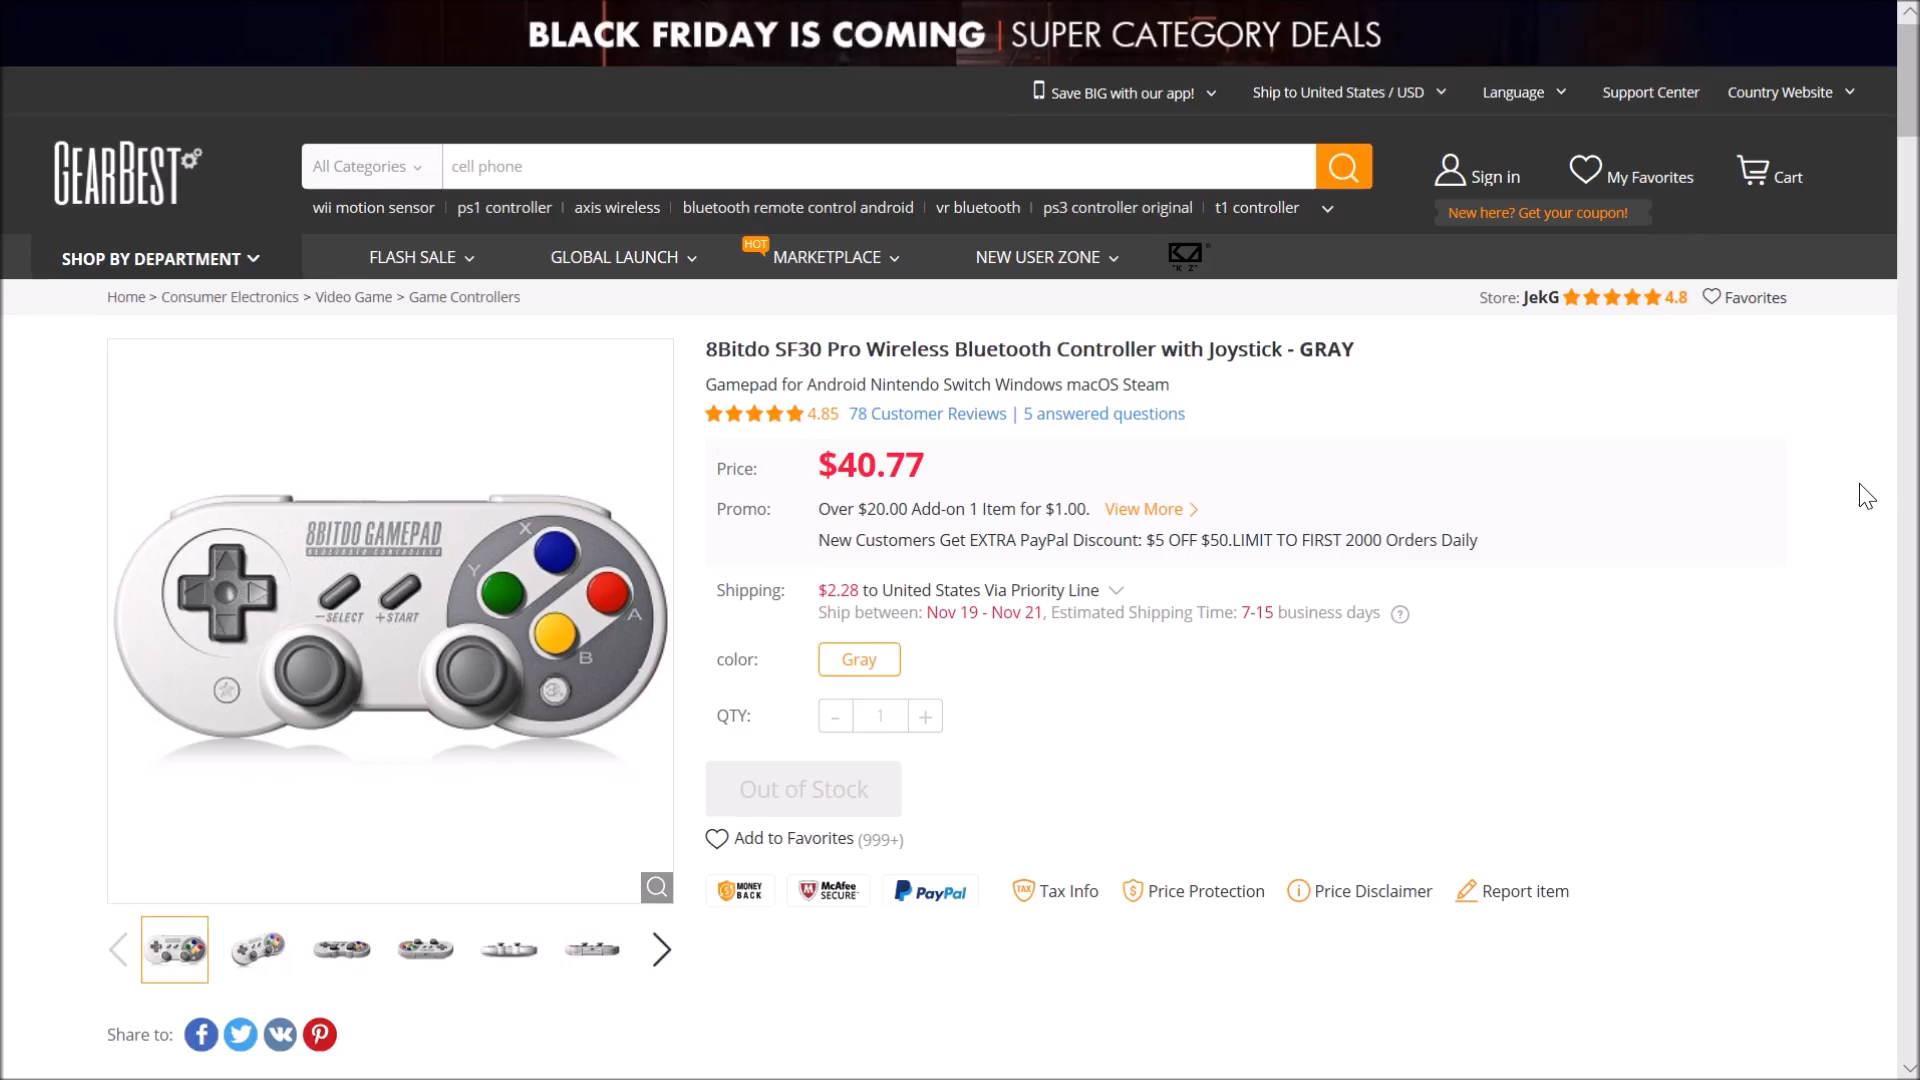 BLACK FRIDAY IS COMING | SUPER CATEGORY DEALS
Save BIG with our app! Ship to United States / USD Language Support Center Country Website
GEARBEST
All Categories cell phone
Sign in My Favorites Cart
wii motion sensor ps1 controller axis wireless bluetooth remote control android vr bluetooth ps3 controller original t1 controller
New here? Get your coupon!
SHOP BY DEPARTMENT FLASH SALE GLOBAL LAUNCH HOT MARKETPLACE NEW USER ZONE KZ
Home > Consumer Electronics > Video Game > Game Controllers
Store: JekG 4.8 Favorites
8Bitdo SF30 Pro Wireless Bluetooth Controller with Joystick - GRAY
Gamepad for Android Nintendo Switch Windows macOS Steam
4.85 78 Customer Reviews | 5 answered questions
Price: $40.77
Promo: Over $20.00 Add-on 1 Item for $1.00. View More >
New Customers Get EXTRA PayPal Discount: $5 OFF $50.LIMIT TO FIRST 2000 Orders Daily
Shipping: $2.28 to United States Via Priority Line
Ship between: Nov 19 - Nov 21, Estimated Shipping Time: 7-15 business days ?
color: Gray
QTY: - 1 +
Out of Stock
Add to Favorites (999+)
MONEY BACK McAfee SECURE PayPal TAX Tax Info $ Price Protection i Price Disclaimer Report item
8BITDO GAMEPAD
X
Y
A
B
-SELECT +START
Share to: